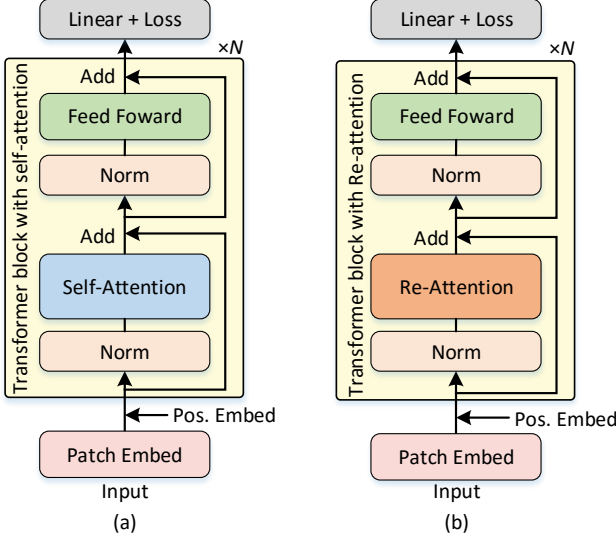 Linear + Loss
×N
Add
Feed Foward
Norm
Add
Self-Attention
Norm
Transformer block with self-attention
Pos. Embed
Patch Embed
Input
(a)
Linear + Loss
×N
Add
Feed Foward
Norm
Add
Re-Attention
Norm
Transformer block with Re-attention
Pos. Embed
Patch Embed
Input
(b)